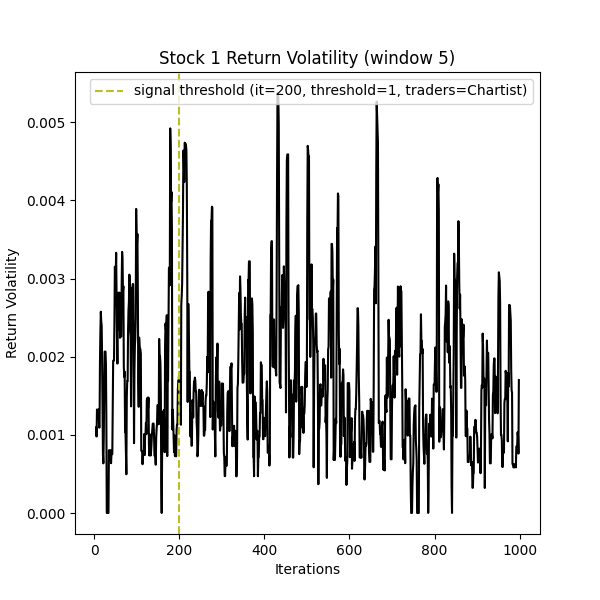 Stock 1 Return Volatility (window 5)
signal threshold (it=200, threshold=1, traders=Chartist)
0.005
0.004
0.003
0.002
0.001
0.000
Return Volatility
0 200 400 600 800 1000
Iterations